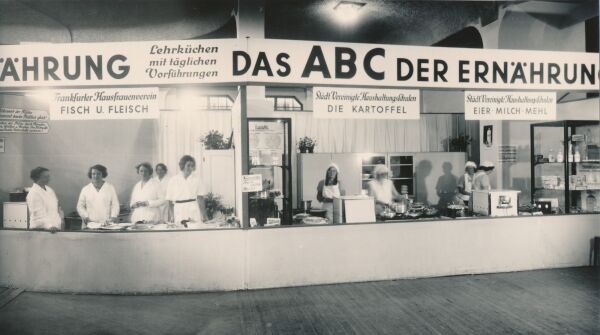 ÄHRUNG
Lehrküchen
mit täglichen
Vorführungen
DAS ABC DER ERNÄHRUNG
Frankfurter Hausfrauenverein
FISCH U. FLEISCH
Städt Vereinigte Haushaltungsschulen
DIE KARTOFFEL
Städt Vereinigte Haushaltungsschulen
EIER-MILCH-MEHL